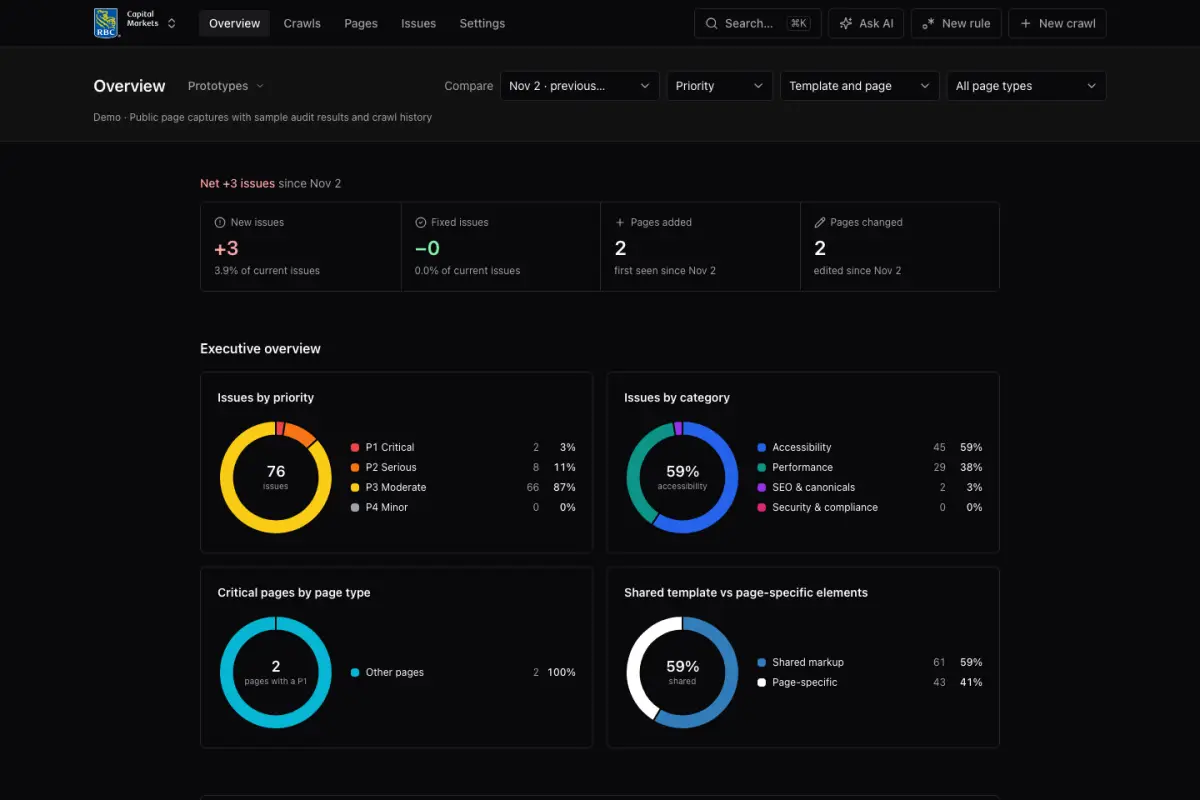 RBC
Capital
Markets
Overview
Crawls
Pages
Issues
Settings
Search... ⌘K
Ask AI
New rule
New crawl
Overview
Prototypes
Compare
Nov 2 · previous...
Priority
Template and page
All page types
Demo · Public page captures with sample audit results and crawl history
Net +3 issues since Nov 2
New issues
+3
3.9% of current issues
Fixed issues
−0
0.0% of current issues
Pages added
2
first seen since Nov 2
Pages changed
2
edited since Nov 2
Executive overview
Issues by priority
76
issues
P1 Critical 2 3%
P2 Serious 8 11%
P3 Moderate 66 87%
P4 Minor 0 0%
Issues by category
59%
accessibility
Accessibility 45 59%
Performance 29 38%
SEO & canonicals 2 3%
Security & compliance 0 0%
Critical pages by page type
2
pages with a P1
Other pages 2 100%
Shared template vs page-specific elements
59%
shared
Shared markup 61 59%
Page-specific 43 41%